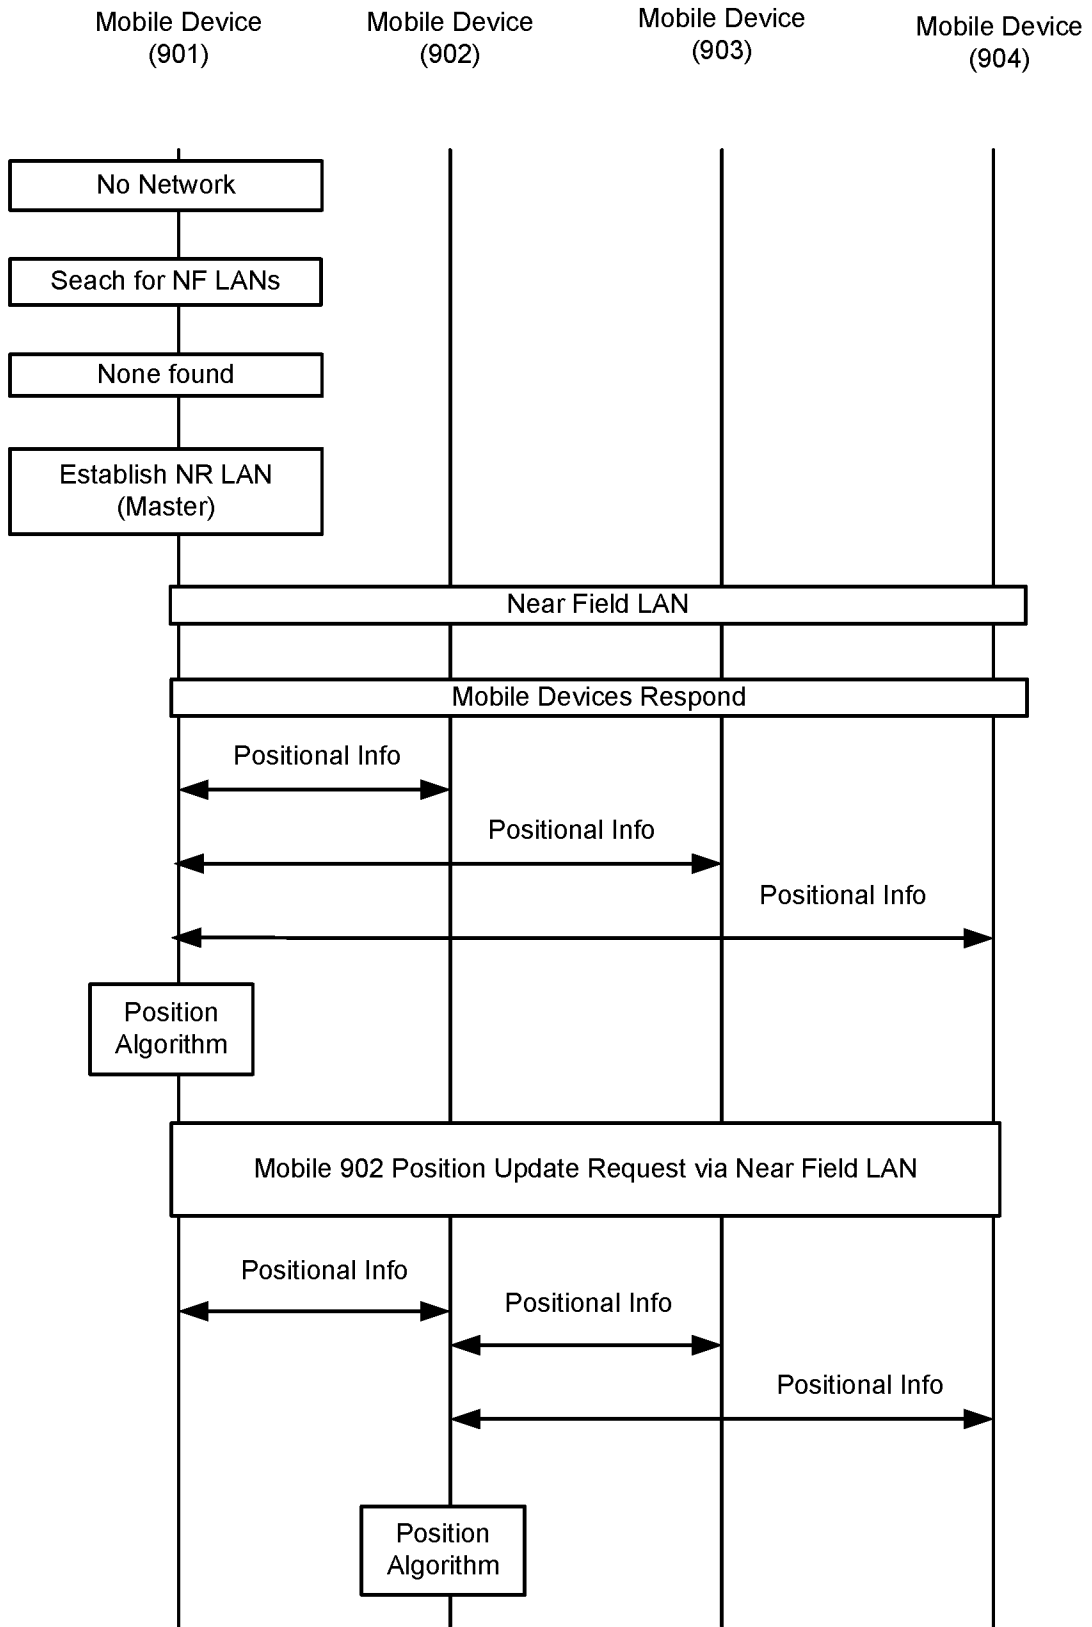 Mobile Device
(901)
Mobile Device
(902)
Mobile Device
(903)
Mobile Device
(904)
No Network
Seach for NF LANs
None found
Establish NR LAN
(Master)
Near Field LAN
Mobile Devices Respond
Positional Info
Positional Info
Positional Info
Position
Algorithm
Mobile 902 Position Update Request via Near Field LAN
Positional Info
Positional Info
Positional Info
Position
Algorithm